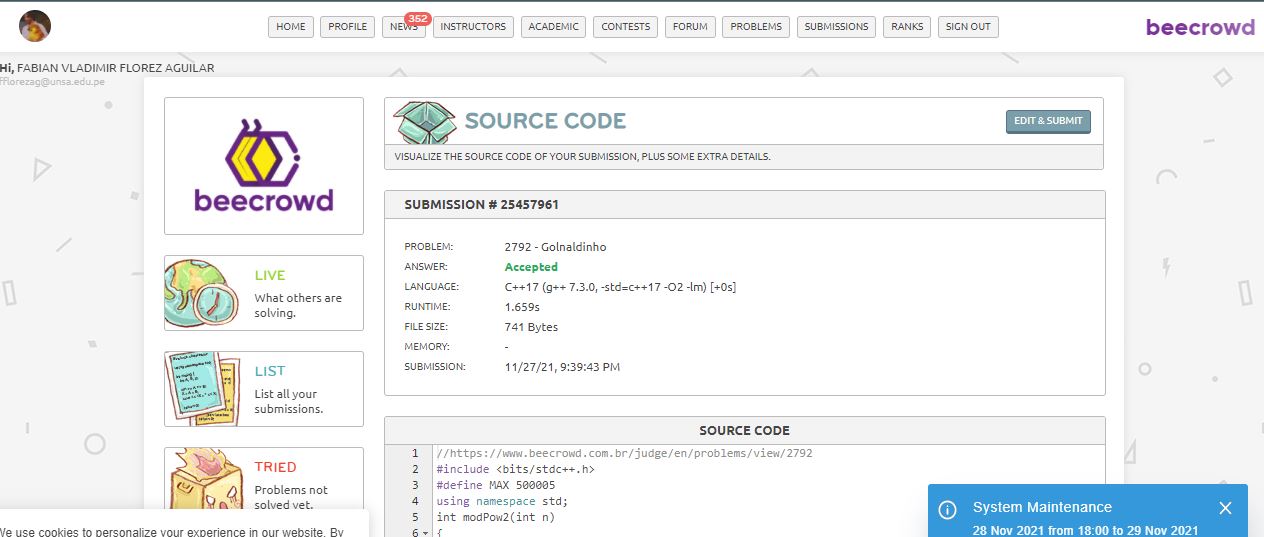 HOME PROFILE NEWS 352 INSTRUCTORS ACADEMIC CONTESTS FORUM PROBLEMS SUBMISSIONS RANKS SIGN OUT beecrowd
Hi, FABIAN VLADIMIR FLOREZ AGUILAR
fflorezag@unsa.edu.pe
beecrowd
LIVE
What others are
solving.
LIST
List all your
submissions.
TRIED
Problems not
solved yet.
SOURCE CODE EDIT & SUBMIT
VISUALIZE THE SOURCE CODE OF YOUR SUBMISSION, PLUS SOME EXTRA DETAILS.
SUBMISSION # 25457961
PROBLEM: 2792 - Golnaldinho
ANSWER: Accepted
LANGUAGE: C++17 (g++ 7.3.0, -std=c++17 -O2 -lm) [+0s]
RUNTIME: 1.659s
FILE SIZE: 741 Bytes
MEMORY: -
SUBMISSION: 11/27/21, 9:39:43 PM
SOURCE CODE
1 //https://www.beecrowd.com.br/judge/en/problems/view/2792
2 #include <bits/stdc++.h>
3 #define MAX 500005
4 using namespace std;
5 int modPow2(int n)
6 {
We use cookies to personalize your experience in our website. By
System Maintenance
28 Nov 2021 from 18:00 to 29 Nov 2021